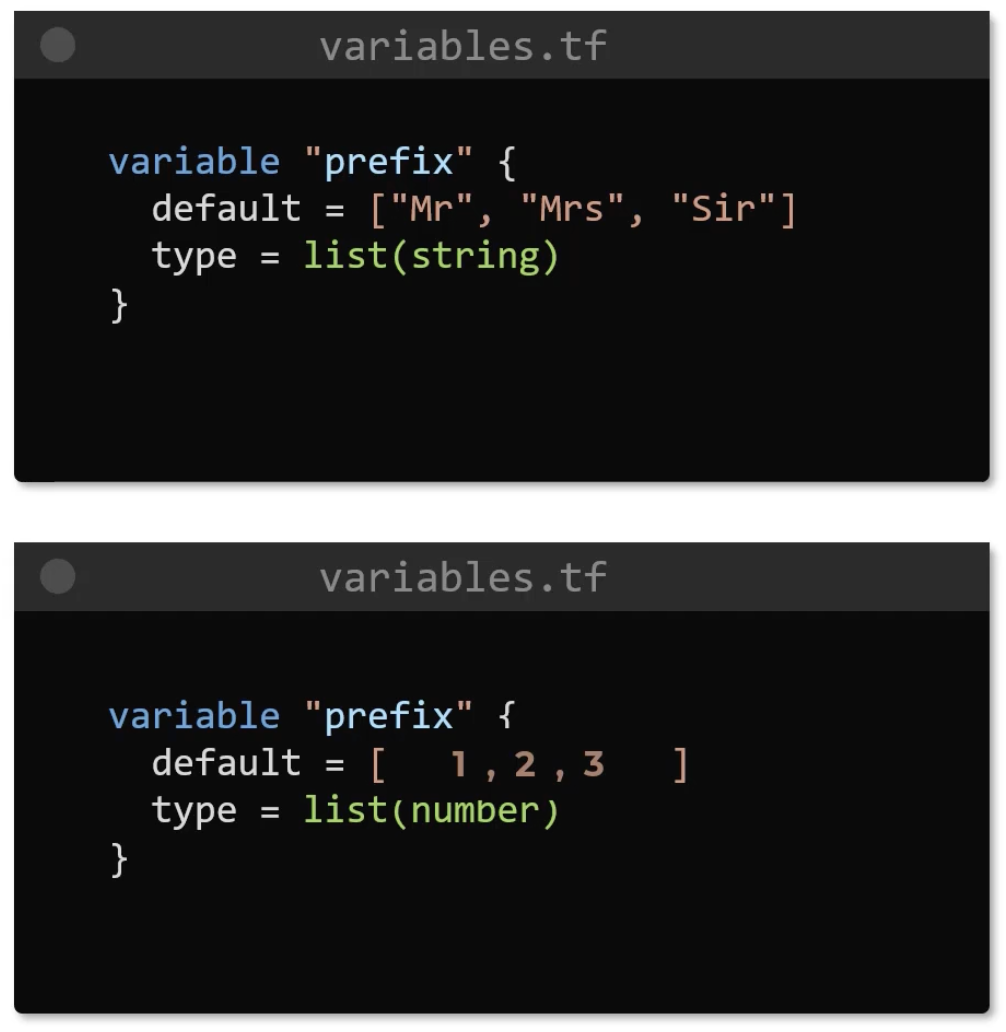 variables.tf
variable "prefix" {
  default = ["Mr", "Mrs", "Sir"]
  type = list(string)
}
variables.tf
variable "prefix" {
  default = [ 1 , 2 , 3 ]
  type = list(number)
}